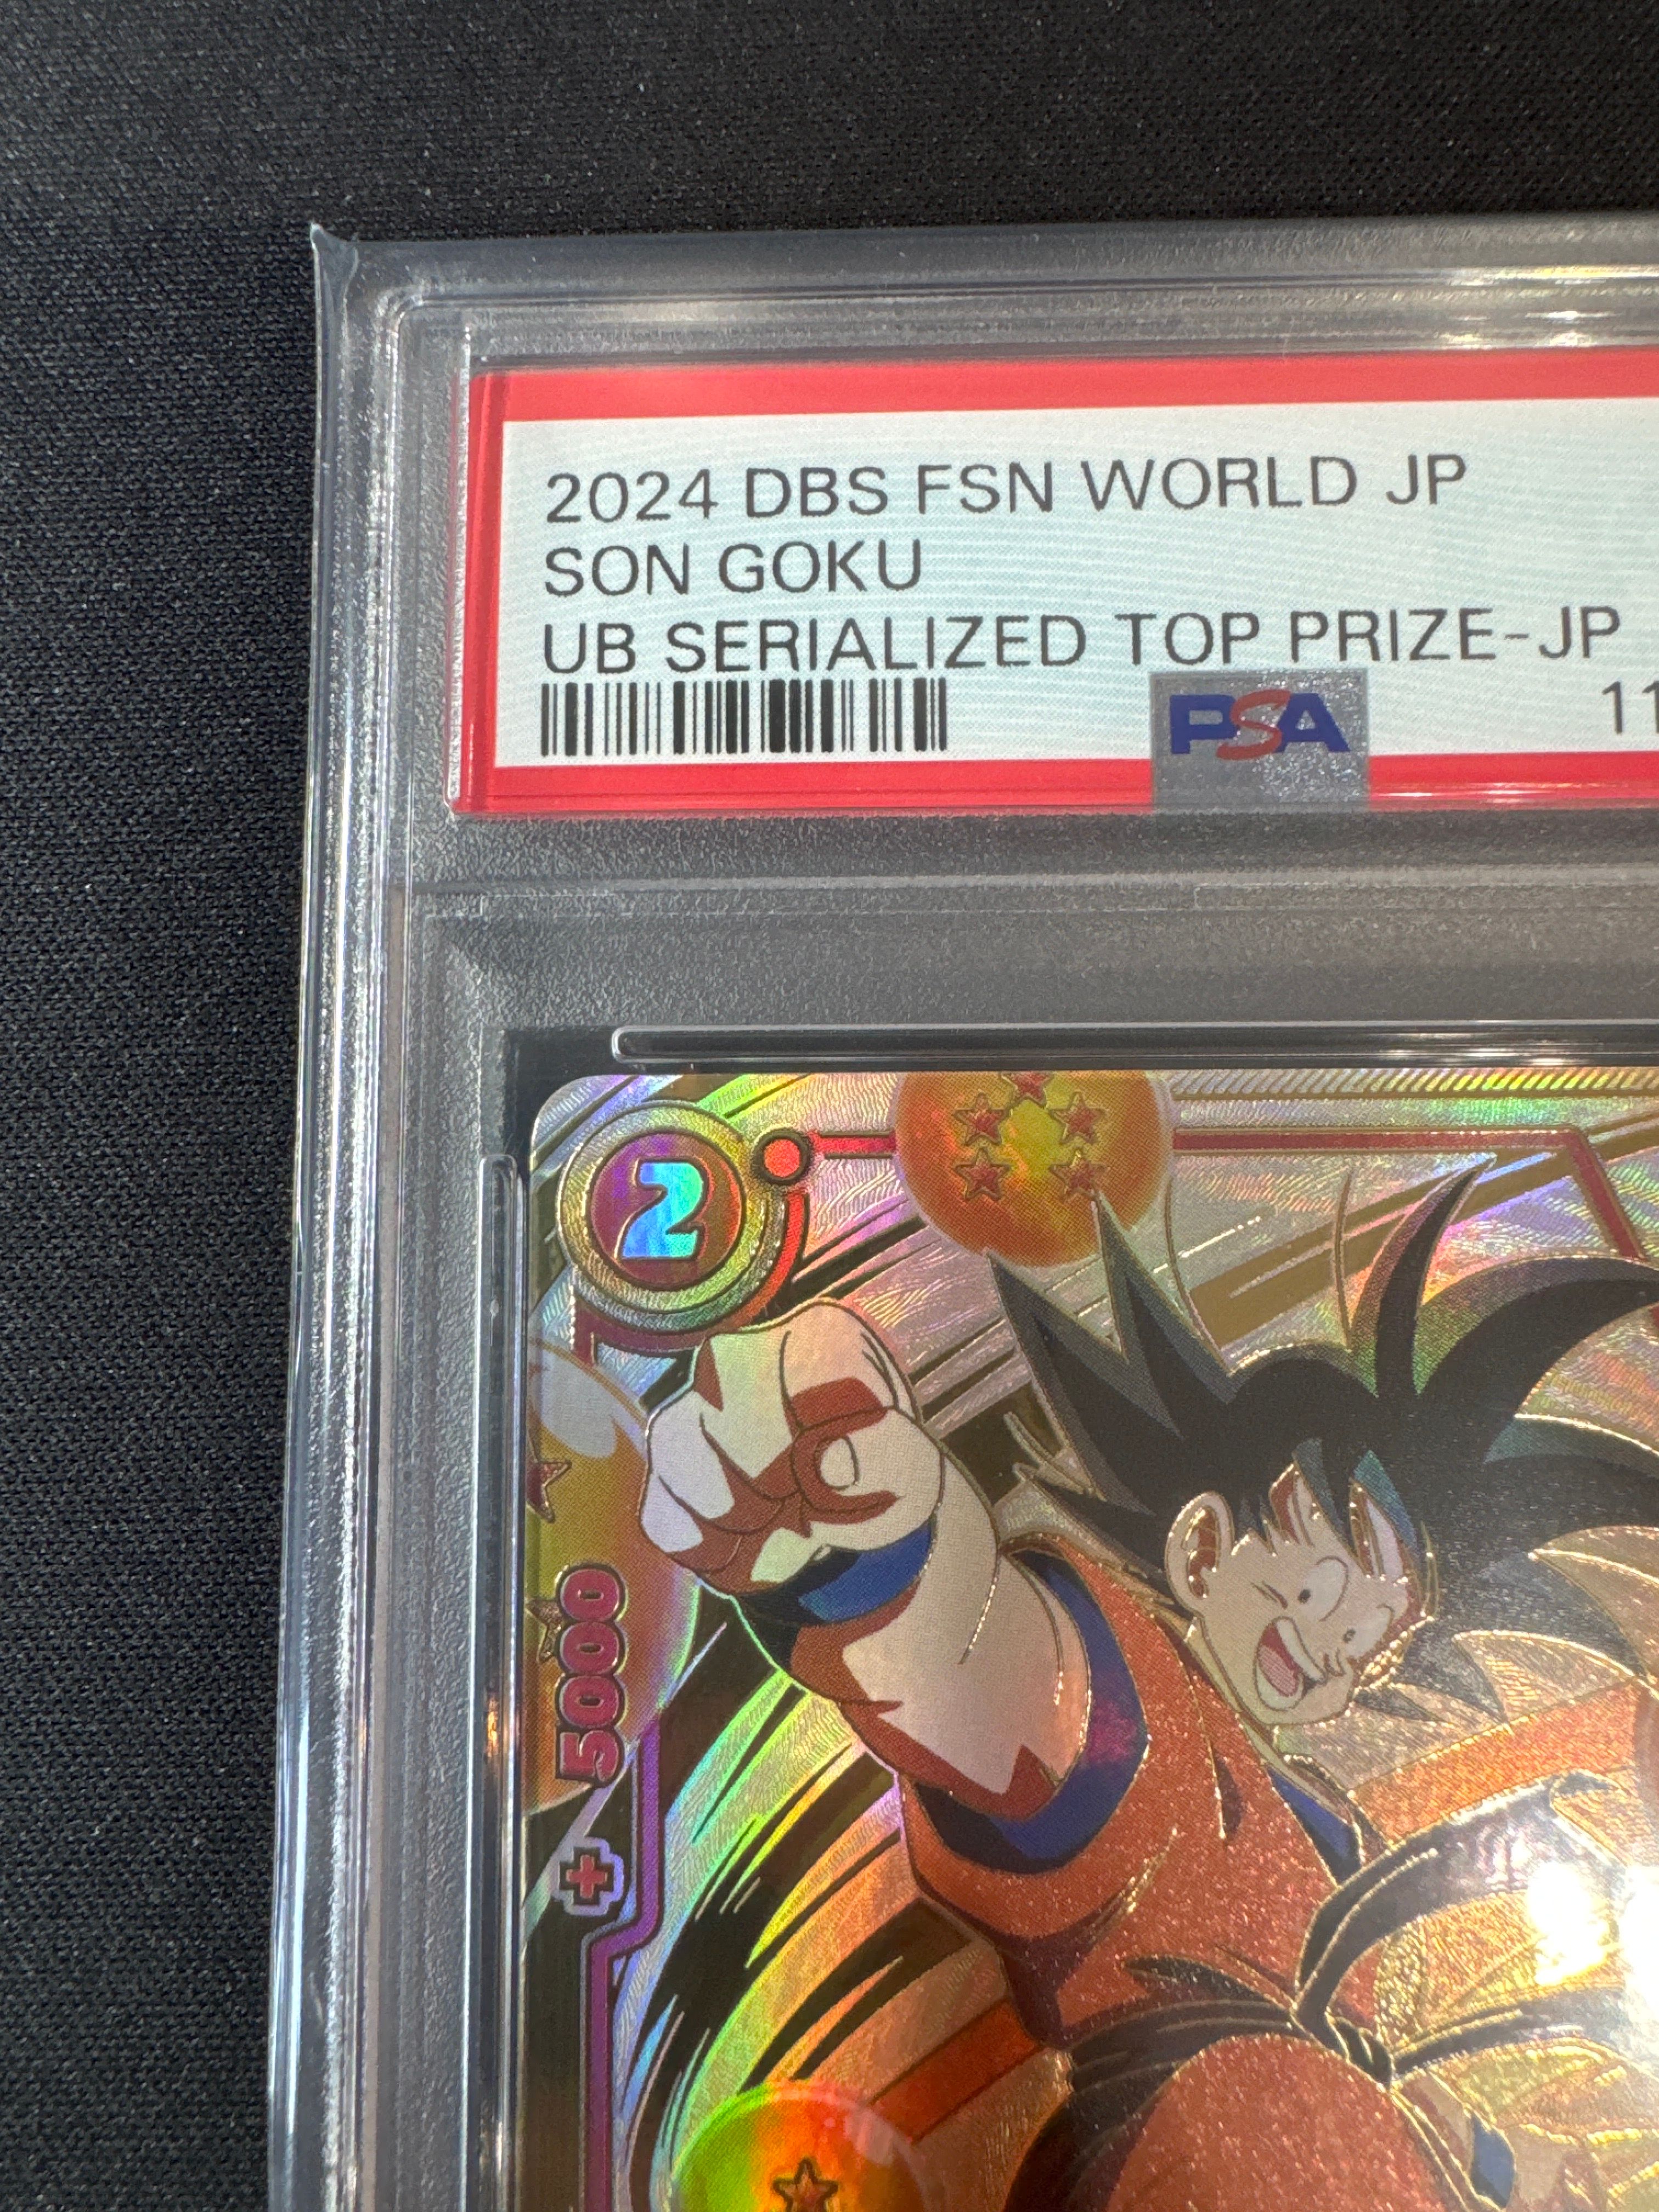 2024 DBS FSN WORLD JP
SON GOKU
UB SERIALIZED TOP PRIZE-JP
PSA
2
5000
+